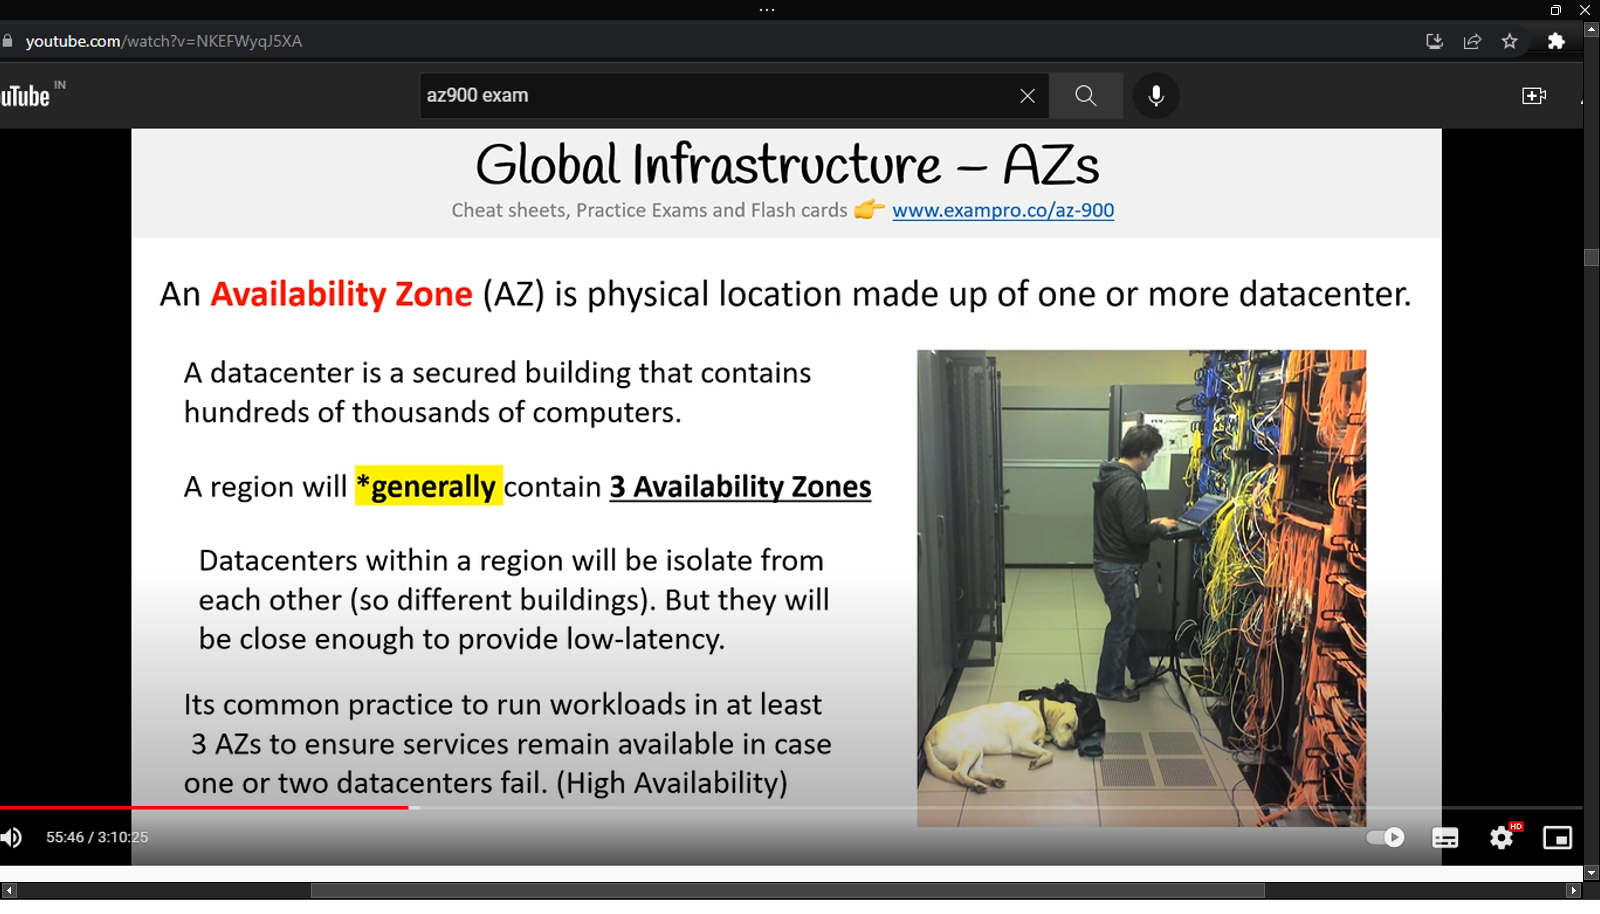 youtube.com/watch?v=NKEFWyqJ5XA
uTube IN
az900 exam
Global Infrastructure – AZs
Cheat sheets, Practice Exams and Flash cards 👉 www.exampro.co/az-900
An Availability Zone (AZ) is physical location made up of one or more datacenter.
A datacenter is a secured building that contains
hundreds of thousands of computers.
A region will *generally contain 3 Availability Zones
Datacenters within a region will be isolate from
each other (so different buildings). But they will
be close enough to provide low-latency.
Its common practice to run workloads in at least
3 AZs to ensure services remain available in case
one or two datacenters fail. (High Availability)
55:46 / 3:10:25
HD